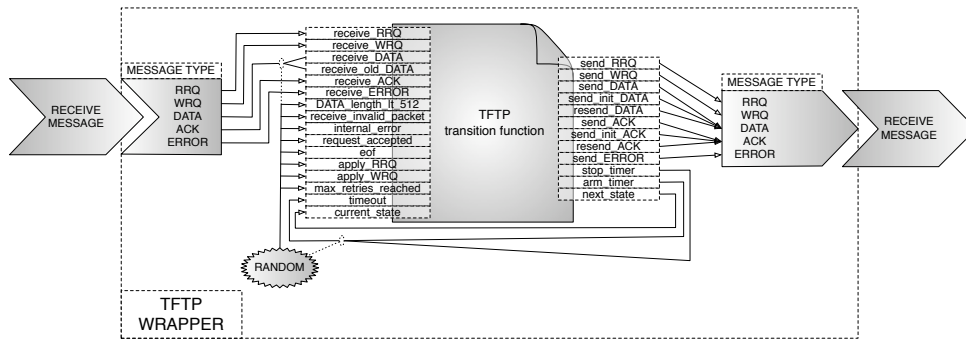 RECEIVE
MESSAGE
MESSAGE TYPE
RRQ
WRQ
DATA
ACK
ERROR
receive_RRQ
receive_WRQ
receive_DATA
receive_old_DATA
receive_ACK
receive_ERROR
DATA_length_lt_512
receive_invalid_packet
internal_error
request_accepted
eof
apply_RRQ
apply_WRQ
max_retries_reached
timeout
current_state
RANDOM
TFTP
transition function
send_RRQ
send_WRQ
send_DATA
send_init_DATA
resend_DATA
send_ACK
send_init_ACK
resend_ACK
send_ERROR
stop_timer
arm_timer
next_state
MESSAGE TYPE
RRQ
WRQ
DATA
ACK
ERROR
RECEIVE
MESSAGE
TFTP
WRAPPER